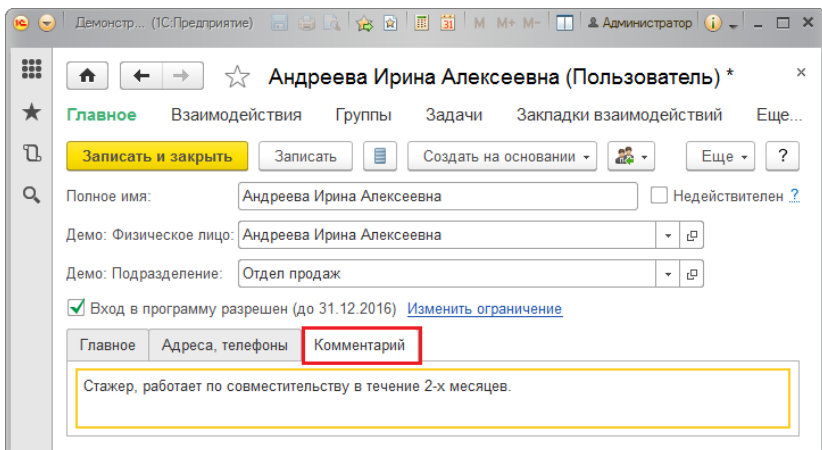 Демонстр... (1С:Предприятие) M M+ M- Администратор
Андреева Ирина Алексеевна (Пользователь) *
Главное Взаимодействия Группы Задачи Закладки взаимодействий Еще...
Записать и закрыть Записать Создать на основании Еще ?
Полное имя: Андреева Ирина Алексеевна Недействителен ?
Демо: Физическое лицо: Андреева Ирина Алексеевна
Демо: Подразделение: Отдел продаж
Вход в программу разрешен (до 31.12.2016) Изменить ограничение
Главное Адреса, телефоны Комментарий
Стажер, работает по совместительству в течение 2-х месяцев.